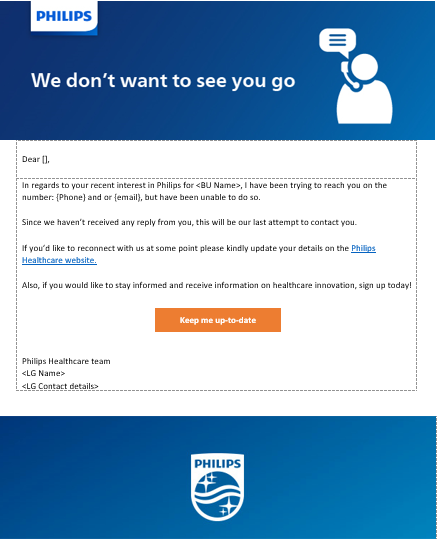 PHILIPS
We don't want to see you go
Dear [],
In regards to your recent interest in Philips for <BU Name>, I have been trying to reach you on the
number: {Phone} and or {email}, but have been unable to do so.
Since we haven't received any reply from you, this will be our last attempt to contact you.
If you'd like to reconnect with us at some point please kindly update your details on the Philips
Healthcare website.
Also, if you would like to stay informed and receive information on healthcare innovation, sign up today!
Keep me up-to-date
Philips Healthcare team
<LG Name>
<LG Contact details>
PHILIPS